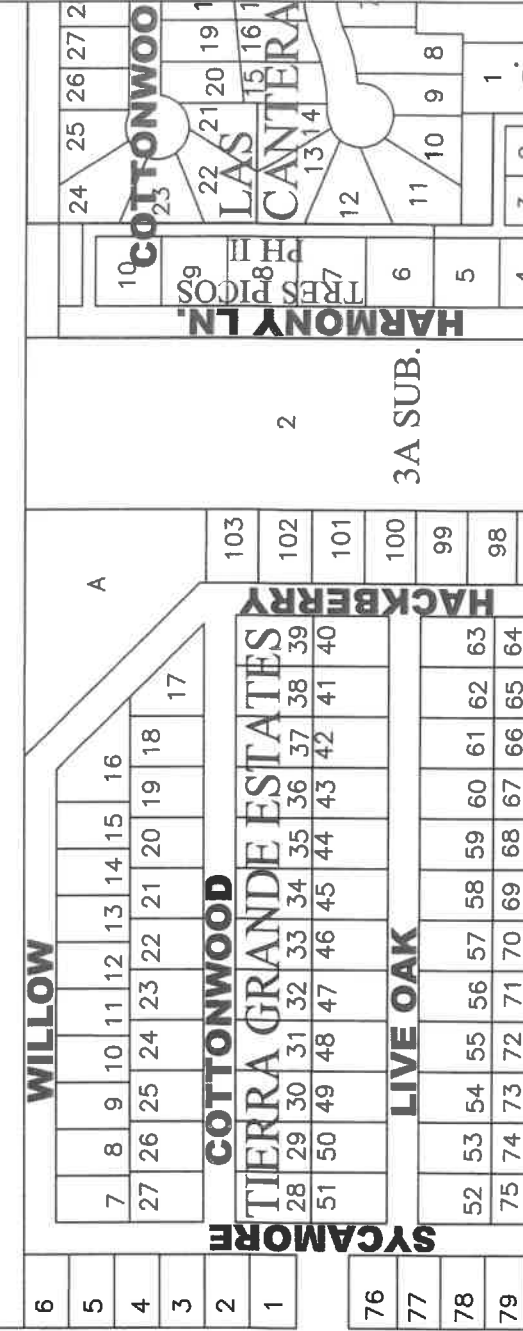 WILLOW
6
5
4
3
2
1
7 8 9 10 11 12 13 14 15 16
A
27 26 25 24 23 22 21 20 19 18 17
COTTONWOOD
TIERRA GRANDE ESTATES
28 29 30 31 32 33 34 35 36 37 38 39
51 50 49 48 47 46 45 44 43 42 41 40
LIVE OAK
52 53 54 55 56 57 58 59 60 61 62 63
75 74 73 72 71 70 69 68 67 66 65 64
SYCAMORE
76
77
78
79
HACKBERRY
103
102
101
100
99
98
2
3A SUB.
HARMONY LN.
TRES PICOS
PH II
10
9
8
7
6
5
COTTONWOO
24 25 26 27
23
22 21 20 19
LAS
CANTERA
15 16
13 14
12
11 10 9 8
1